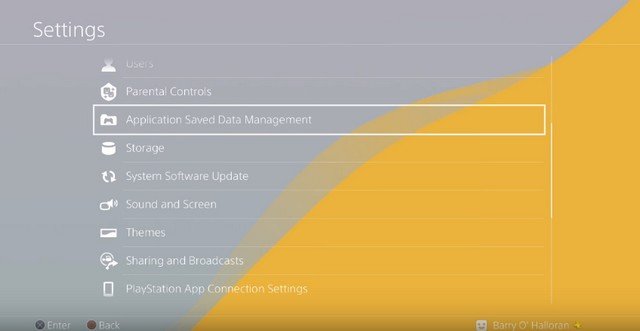 Settings
Users
Parental Controls
Application Saved Data Management
Storage
System Software Update
Sound and Screen
Themes
Sharing and Broadcasts
PlayStation App Connection Settings
Enter Back Barry O' Halloran